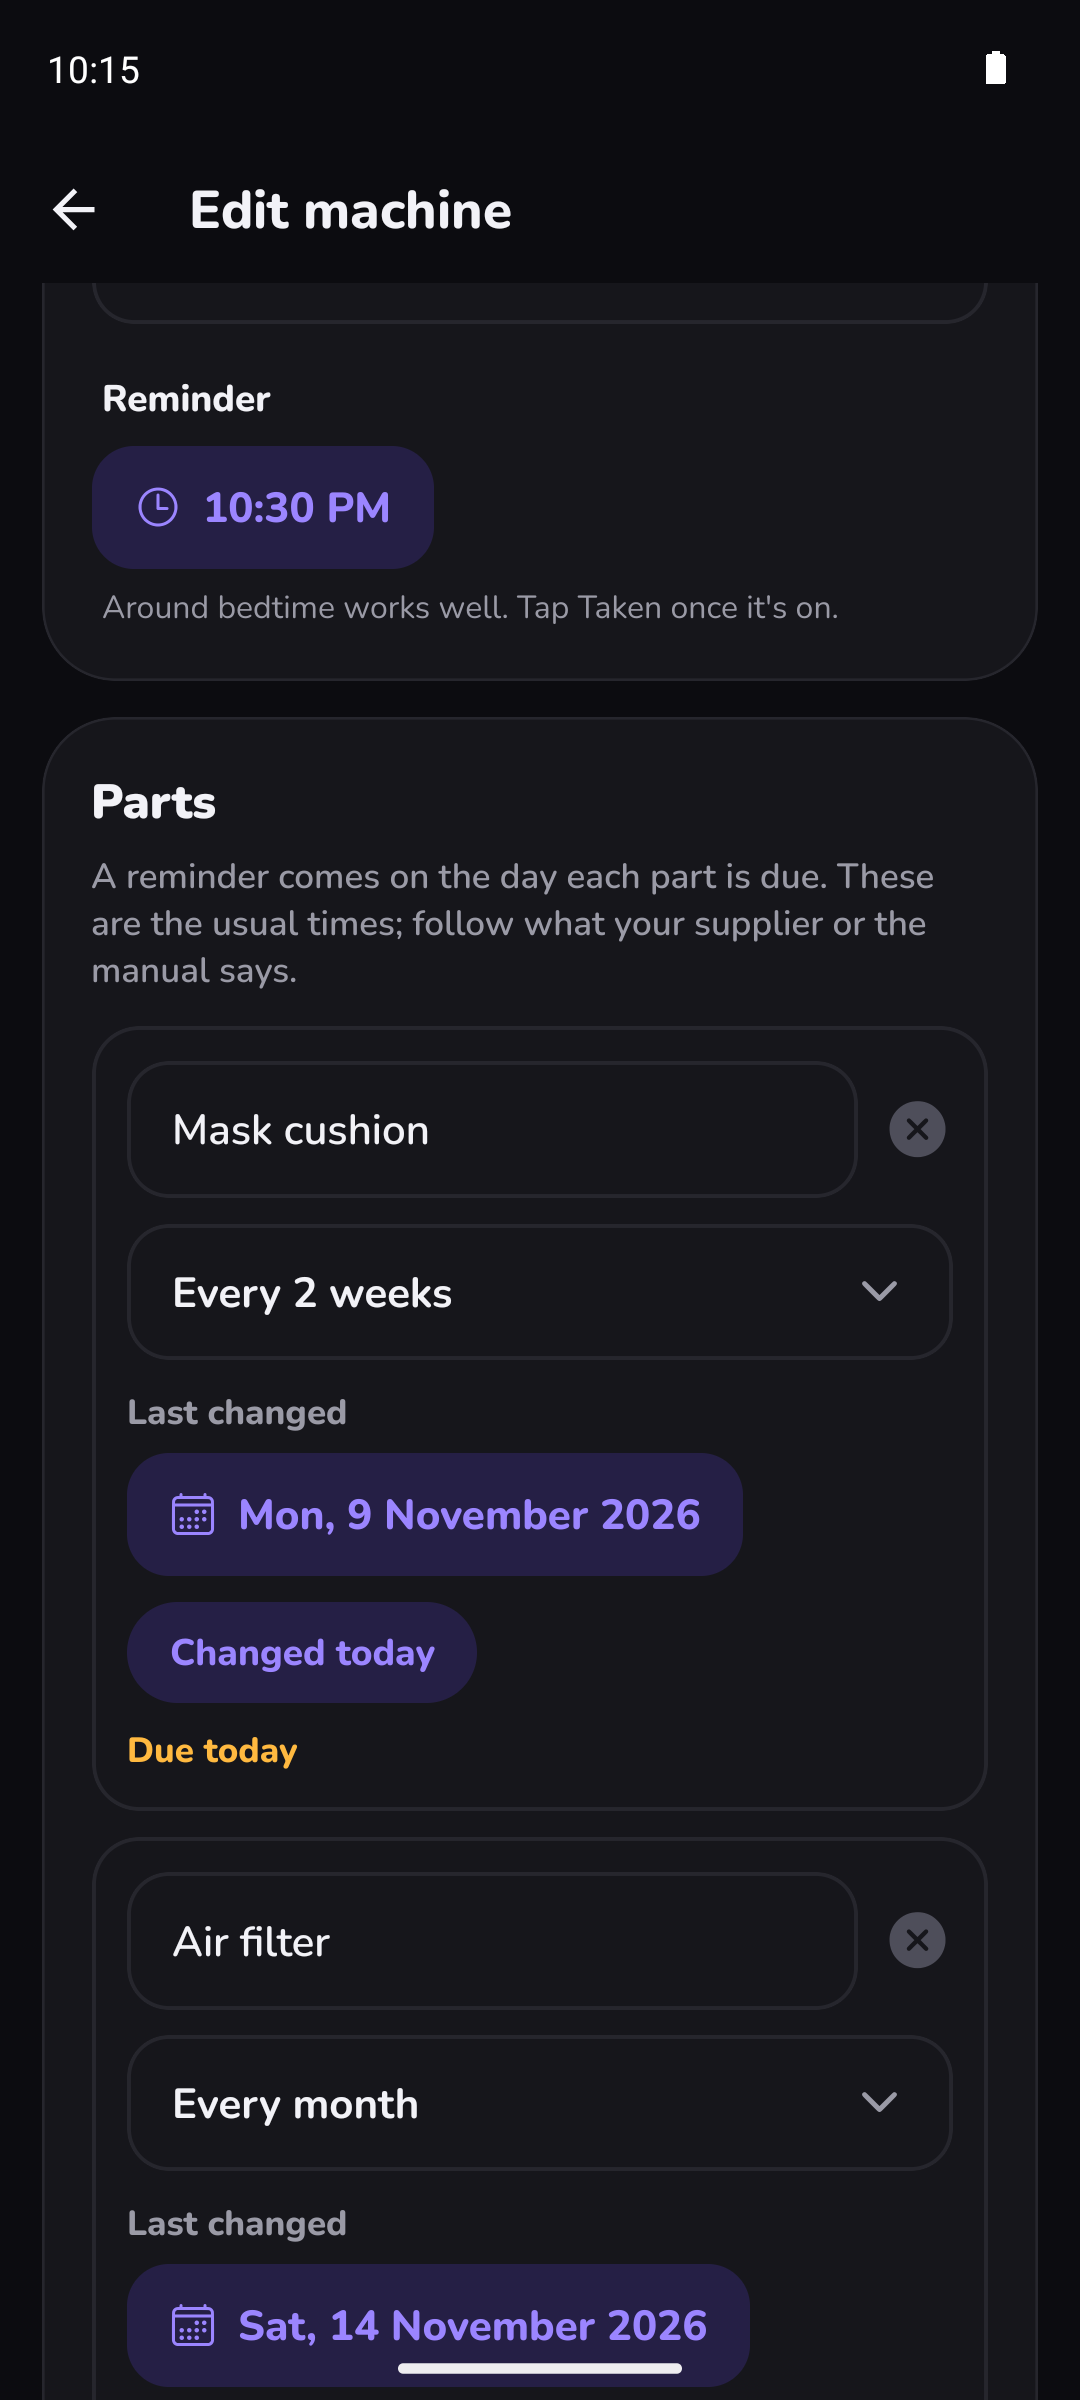 10:15
Edit machine
Reminder
10:30 PM
Around bedtime works well. Tap Taken once it's on.
Parts
A reminder comes on the day each part is due. These
are the usual times; follow what your supplier or the
manual says.
Mask cushion
Every 2 weeks
Last changed
Mon, 9 November 2026
Changed today
Due today
Air filter
Every month
Last changed
Sat, 14 November 2026